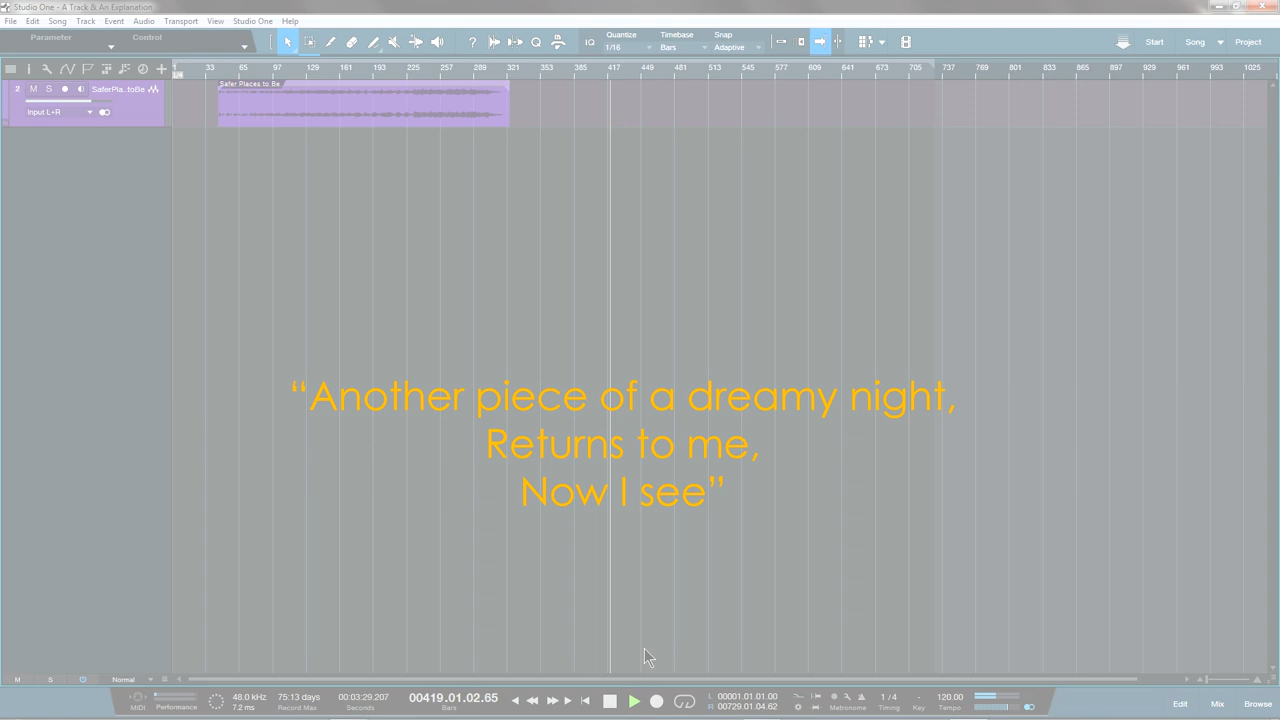 Studio One - A Track & An Explanation
File Edit Song Track Event Audio Transport View Studio One Help
Parameter Control
? IQ Quantize 1/16 Timebase Bars Snap Adaptive Start Song Project
1 33 65 97 129 161 193 225 257 289 321 353 385 417 449 481 513 545 577 609 641 673 705 737 769 801 833 865 897 929 961 993 1025
1/4
2 M S SaferPla...toBe
Input L+R
Safer Places to Be
“Another piece of a dreamy night,
Returns to me,
Now I see”
M S Normal
MIDI Performance
48.0 kHz
7.2 ms
75:13 days
Record Max
00:03:29.207
Seconds
00419.01.02.65
Bars
L 00001.01.01.00
R 00729.01.04.62
Metronome
1 / 4
Timing
-
Key
120.00
Tempo
Edit Mix Browse